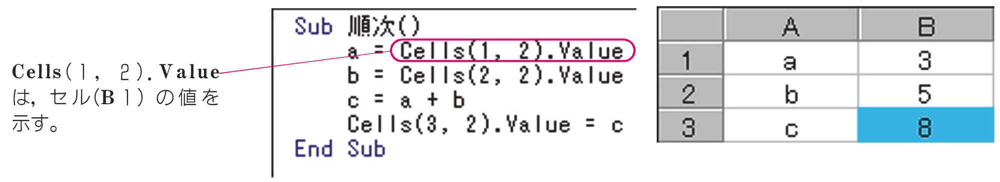 Cells(1, 2).Value
は, セル(B1) の値を
示す。
Sub 順次()
a = Cells(1, 2).Value
b = Cells(2, 2).Value
c = a + b
Cells(3, 2).Value = c
End Sub
A B
1 a 3
2 b 5
3 c 8